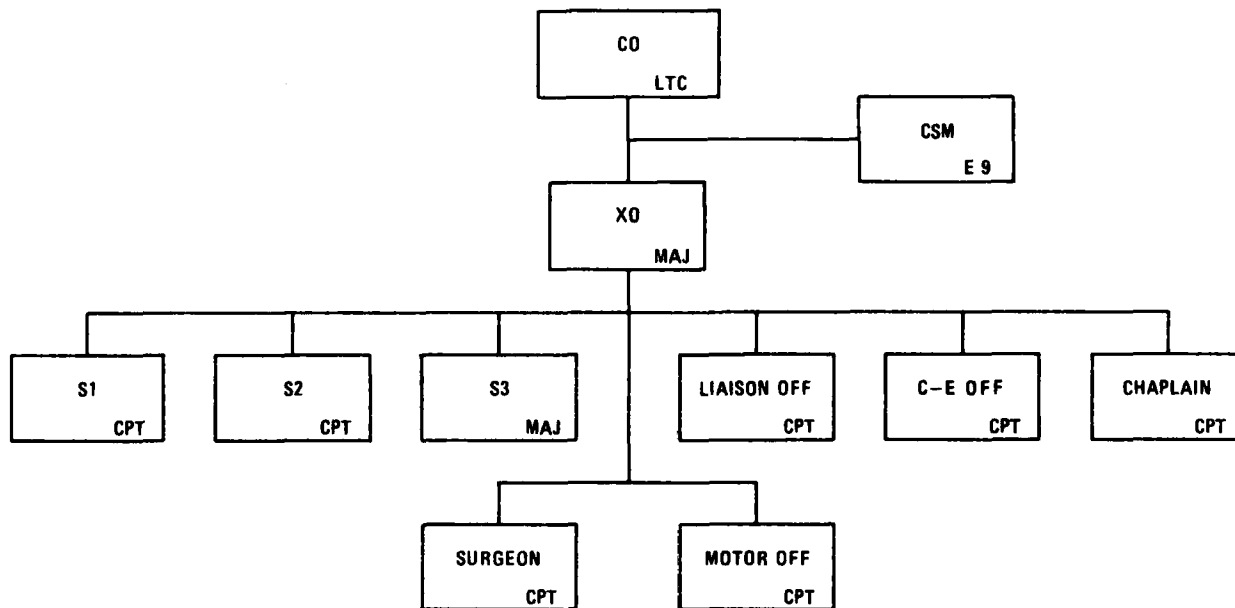 CO
LTC
CSM
E 9
XO
MAJ
S1
CPT
S2
CPT
S3
MAJ
LIAISON OFF
CPT
C-E OFF
CPT
CHAPLAIN
CPT
SURGEON
CPT
MOTOR OFF
CPT